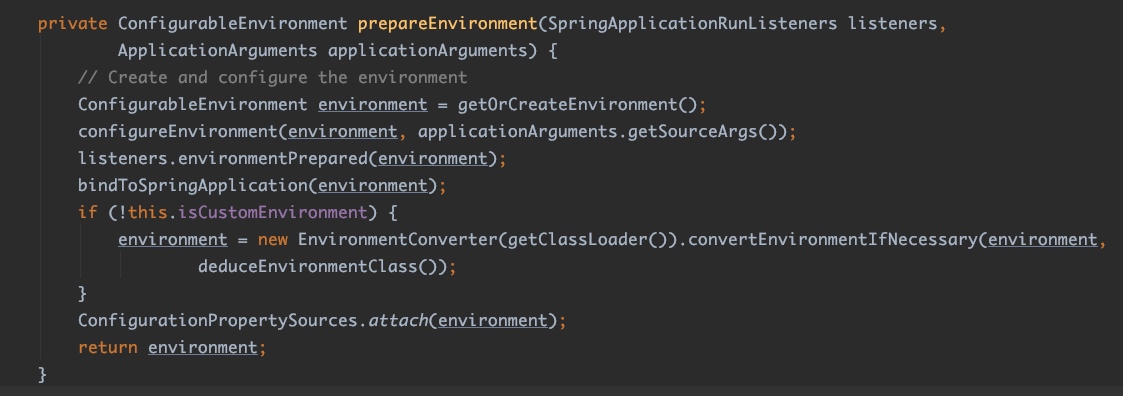 private ConfigurableEnvironment prepareEnvironment(SpringApplicationRunListeners listeners,
ApplicationArguments applicationArguments) {
// Create and configure the environment
ConfigurableEnvironment environment = getOrCreateEnvironment();
configureEnvironment(environment, applicationArguments.getSourceArgs());
listeners.environmentPrepared(environment);
bindToSpringApplication(environment);
if (!this.isCustomEnvironment) {
environment = new EnvironmentConverter(getClassLoader()).convertEnvironmentIfNecessary(environment,
deduceEnvironmentClass());
}
ConfigurationPropertySources.attach(environment);
return environment;
}